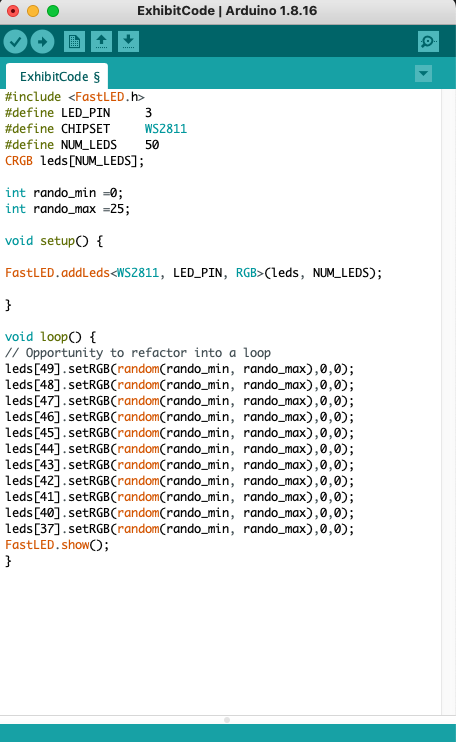 ExhibitCode | Arduino 1.8.16
ExhibitCode §
#include <FastLED.h>
#define LED_PIN     3
#define CHIPSET     WS2811
#define NUM_LEDS    50
CRGB leds[NUM_LEDS];

int rando_min =0;
int rando_max =25;

void setup() {

FastLED.addLeds<WS2811, LED_PIN, RGB>(leds, NUM_LEDS);

}

void loop() {
// Opportunity to refactor into a loop
leds[49].setRGB(random(rando_min, rando_max),0,0);
leds[48].setRGB(random(rando_min, rando_max),0,0);
leds[47].setRGB(random(rando_min, rando_max),0,0);
leds[46].setRGB(random(rando_min, rando_max),0,0);
leds[45].setRGB(random(rando_min, rando_max),0,0);
leds[44].setRGB(random(rando_min, rando_max),0,0);
leds[43].setRGB(random(rando_min, rando_max),0,0);
leds[42].setRGB(random(rando_min, rando_max),0,0);
leds[41].setRGB(random(rando_min, rando_max),0,0);
leds[40].setRGB(random(rando_min, rando_max),0,0);
leds[37].setRGB(random(rando_min, rando_max),0,0);
FastLED.show();
}